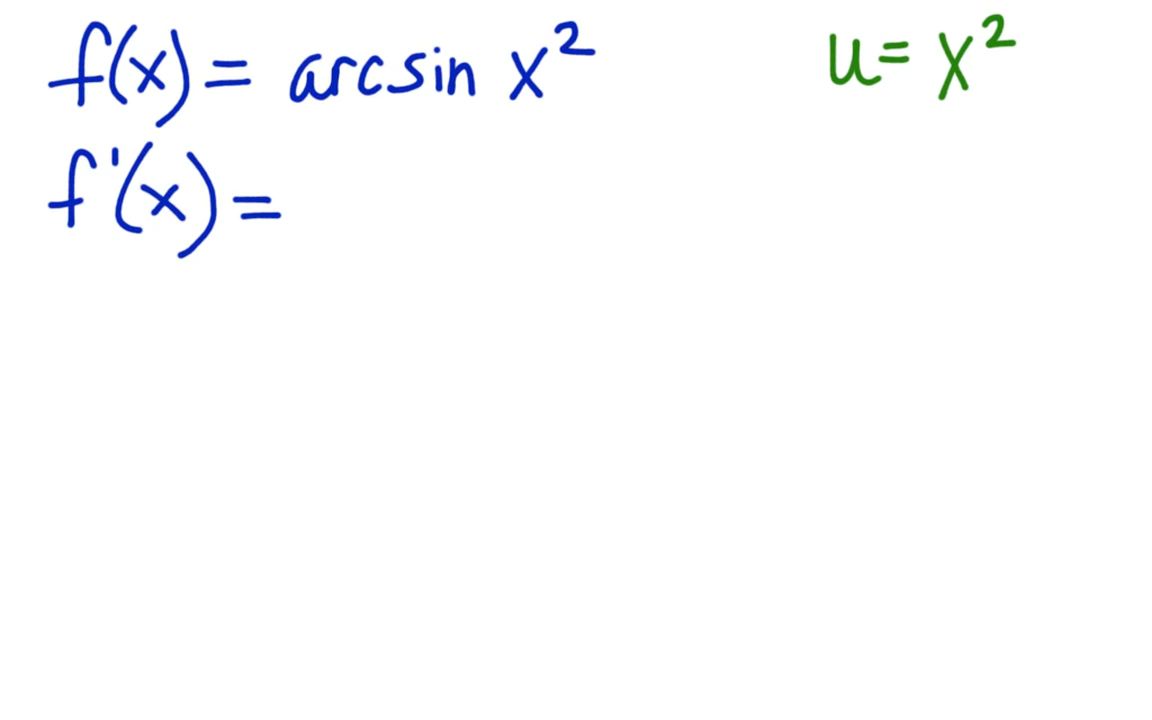 f(x) = arcsin x²
u = x²
f'(x) =